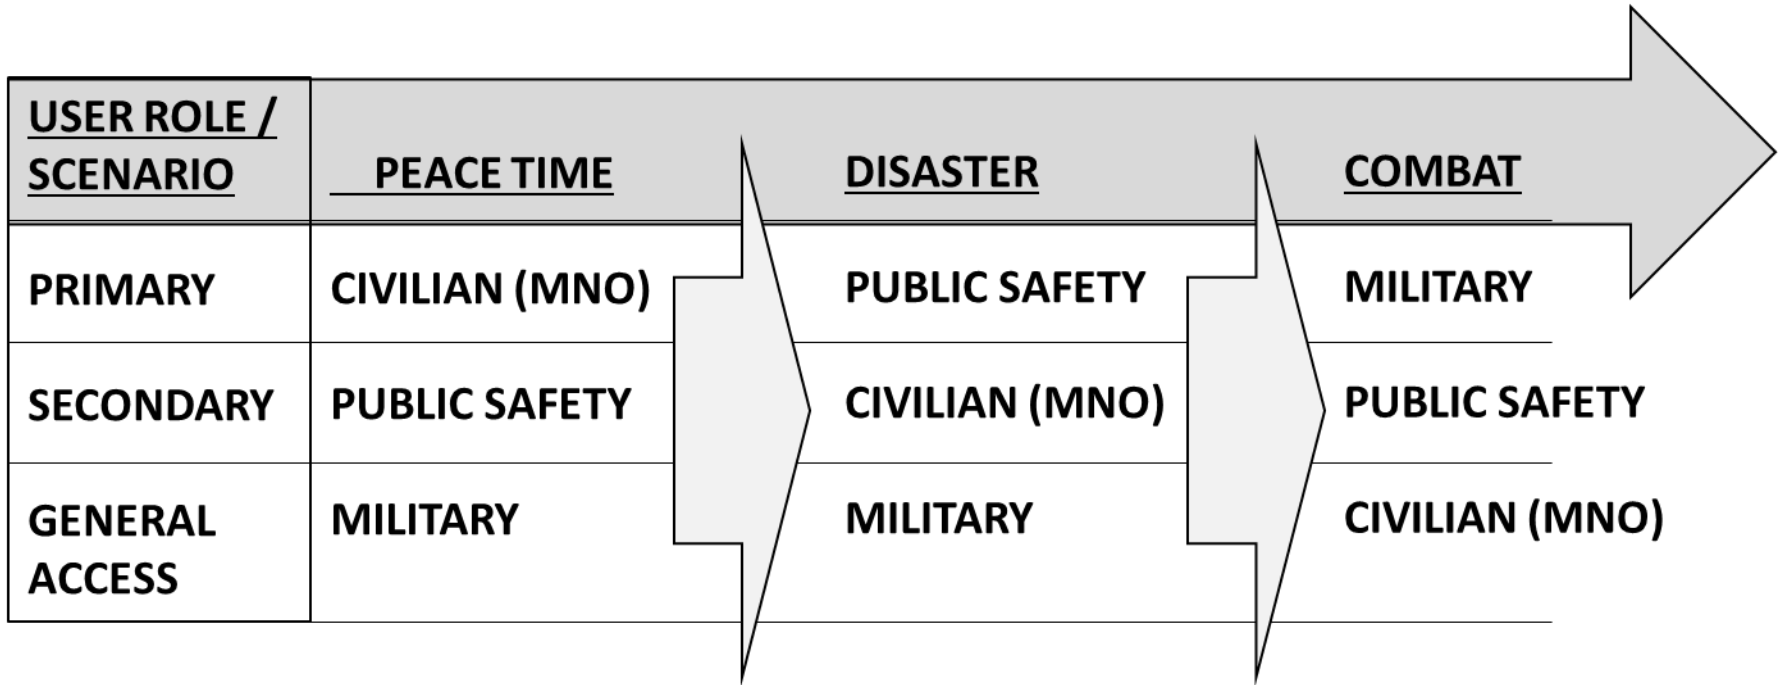 USER ROLE /
SCENARIO
PEACE TIME
DISASTER
COMBAT
PRIMARY
CIVILIAN (MNO)
PUBLIC SAFETY
MILITARY
SECONDARY
PUBLIC SAFETY
CIVILIAN (MNO)
PUBLIC SAFETY
GENERAL
ACCESS
MILITARY
MILITARY
CIVILIAN (MNO)